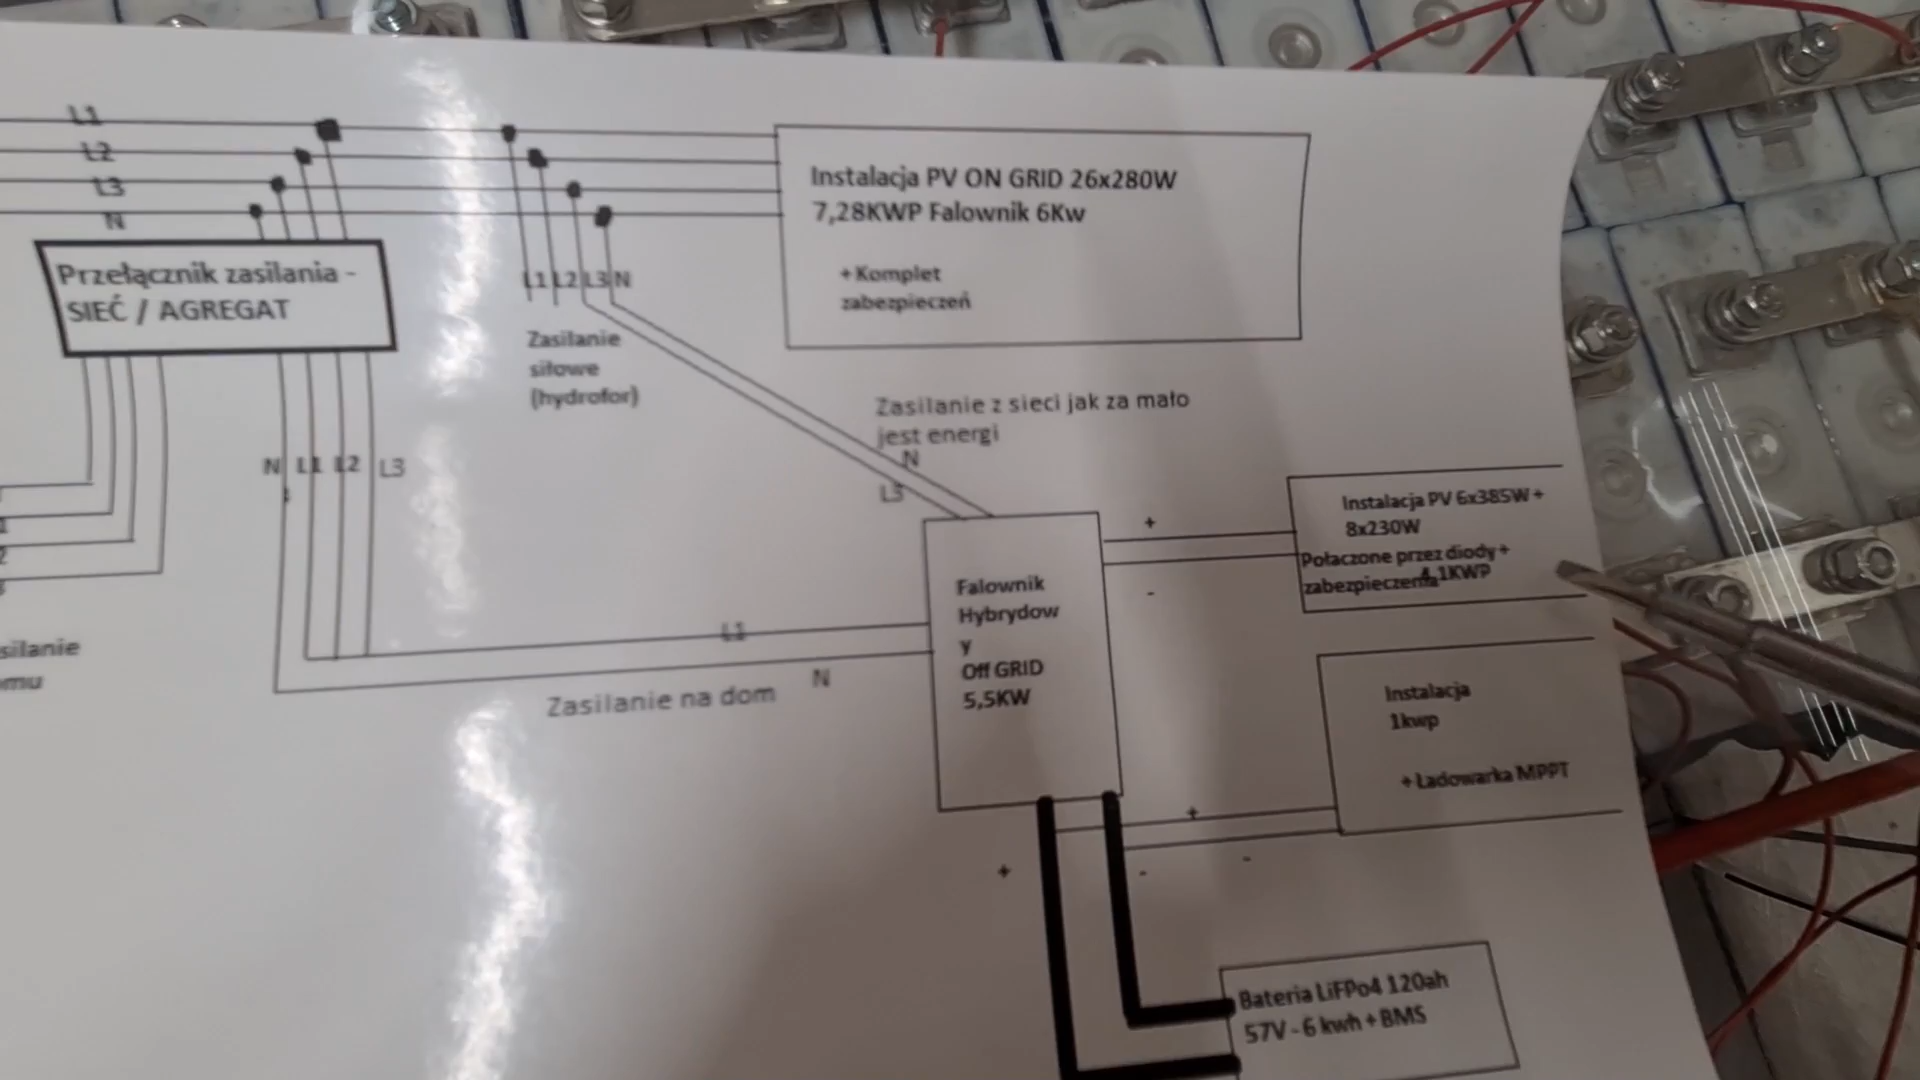 L1
L2
L3
N
Instalacja PV ON GRID 26x280W
7,28KWP Falownik 6Kw
+ Komplet
zabezpieczeń
Przełącznik zasilania -
SIEĆ / AGREGAT
L1 L2 L3 N
Zasilanie
siłowe
(hydrofor)
Zasilanie z sieci jak za mało
jest energi
N
L3
N L1 L2 L3
+
-
Instalacja PV 6x385W +
8x230W
Połaczone przez diody +
zabezpieczenia 4,1KWP
Falownik
Hybrydow
y
Off GRID
5,5KW
L1
N
Zasilanie na dom
silanie
mu
Instalacja
1kwp
+ Ładowarka MPPT
+
-
+
-
Bateria LiFPo4 120ah
57V - 6 kwh + BMS